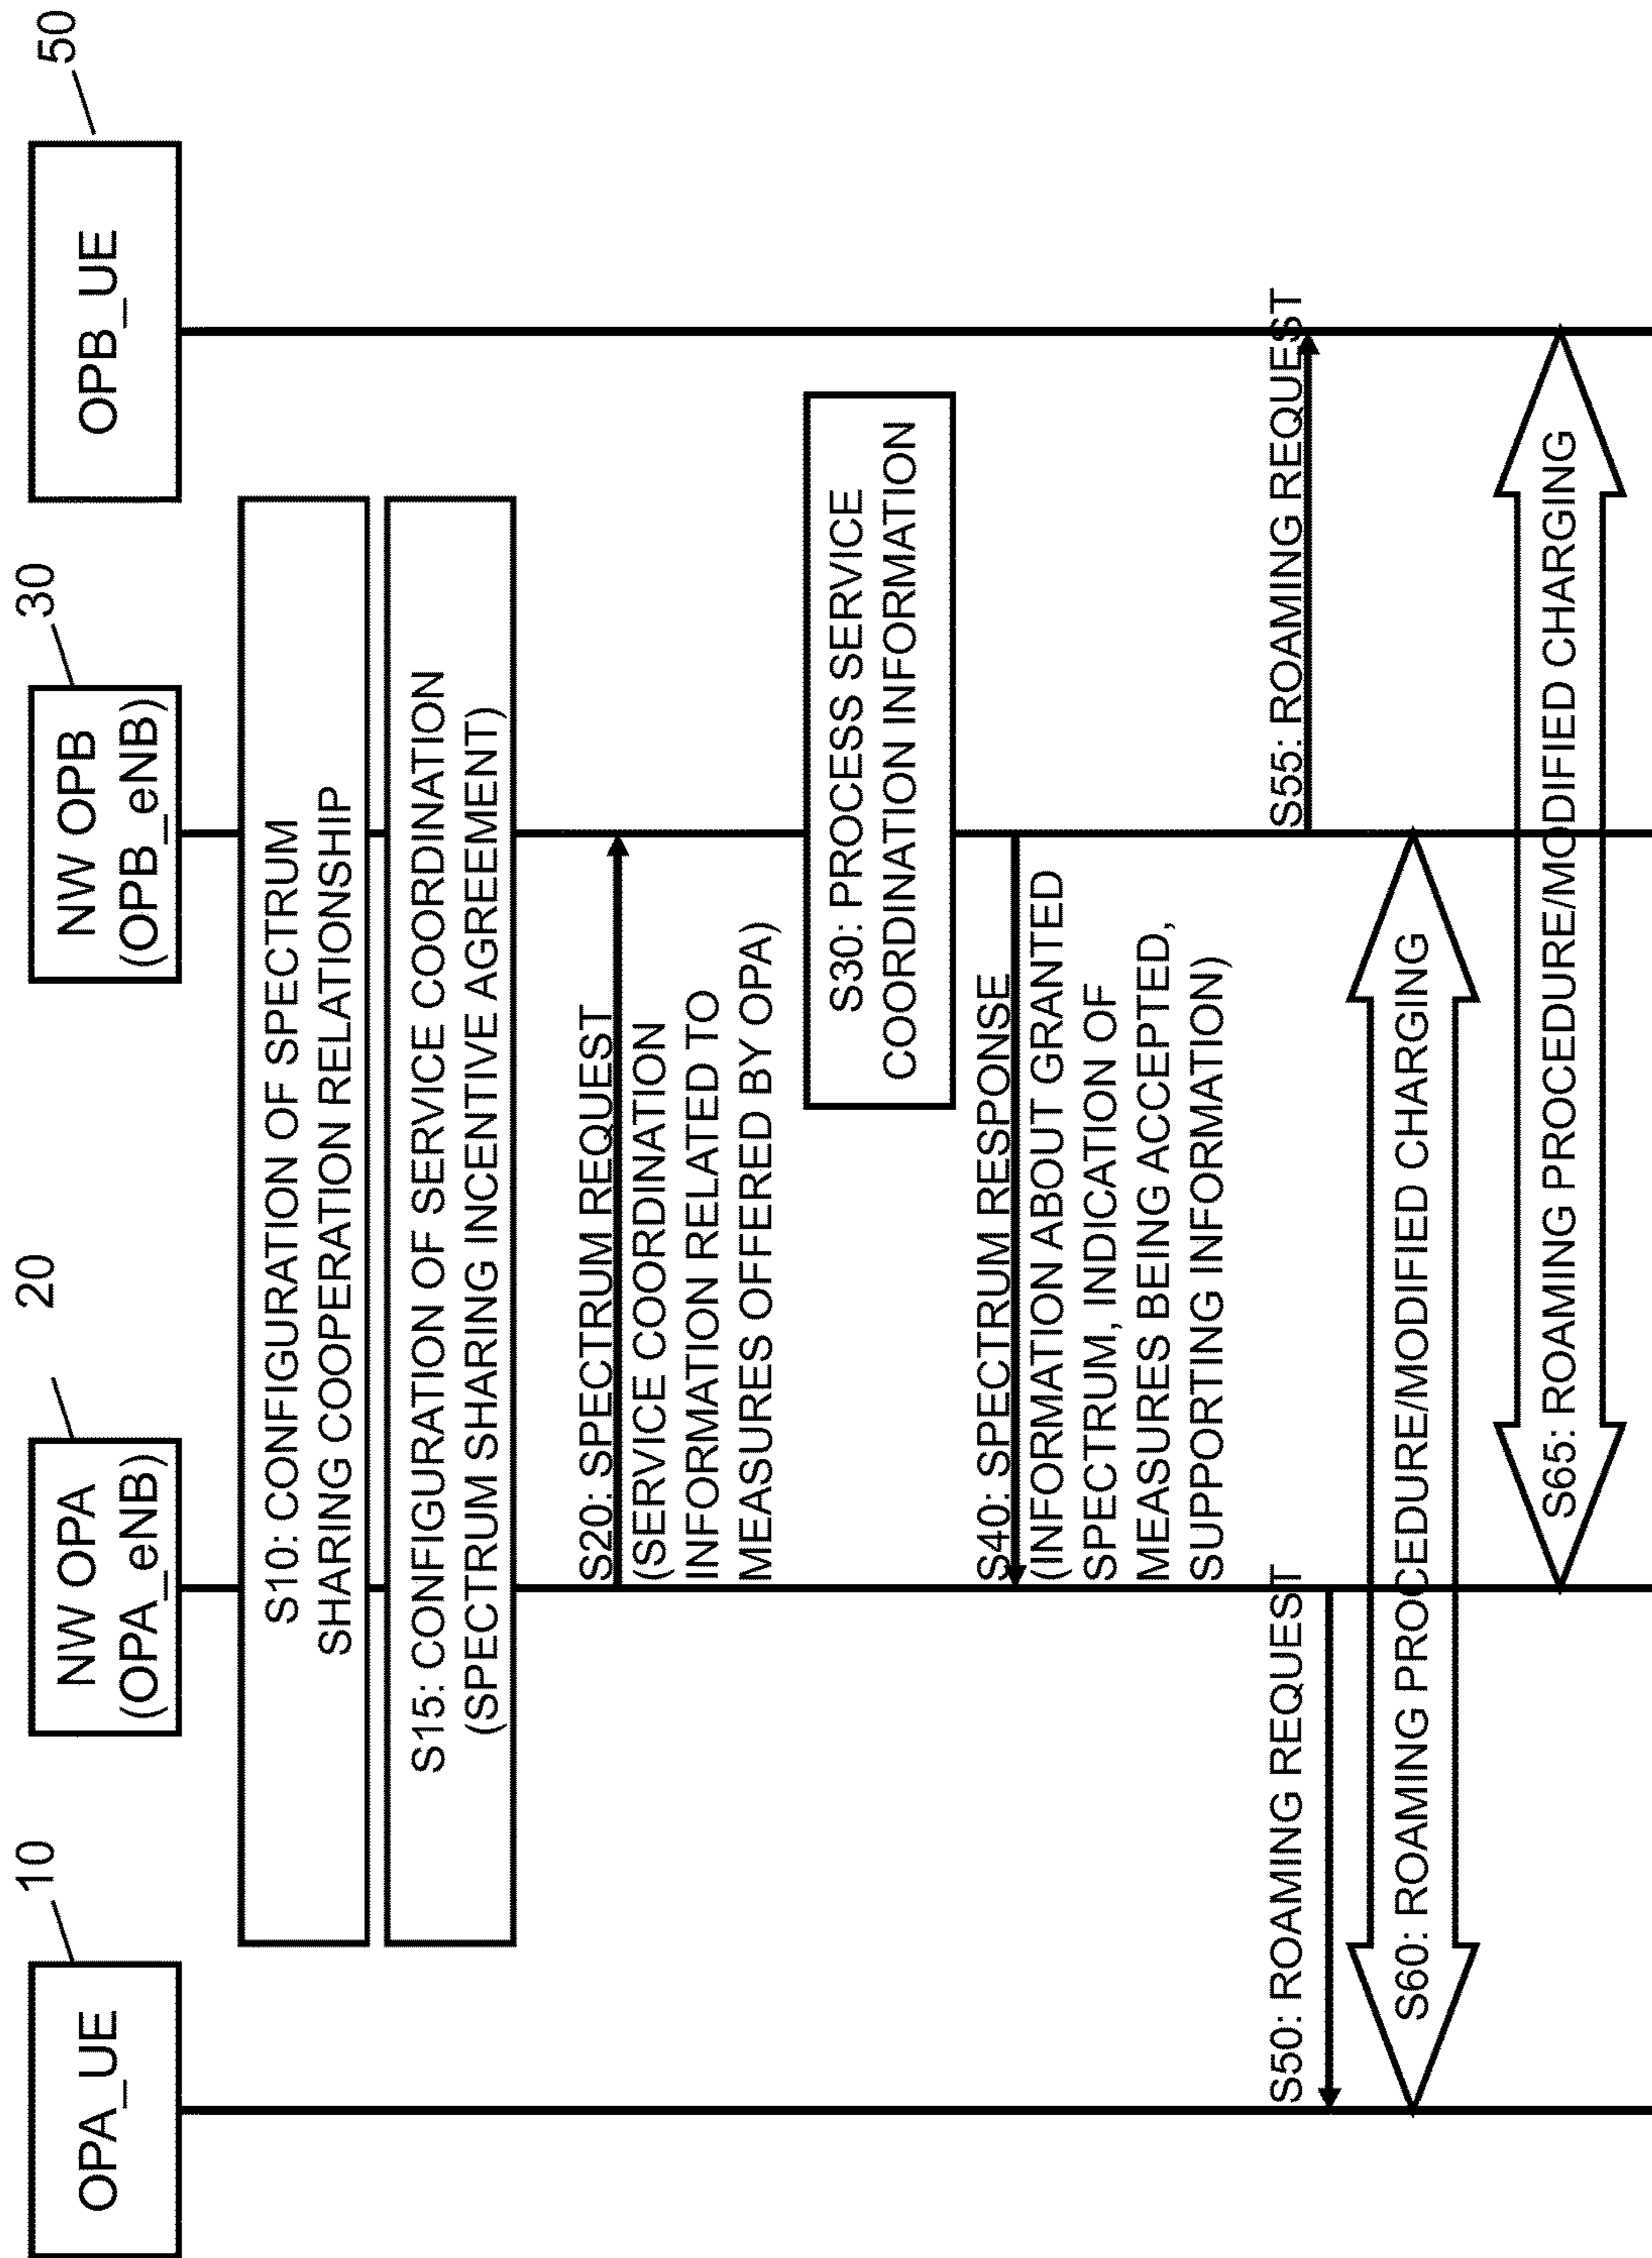 10
20
30
50
OPA_UE
NW OPA
(OPA_eNB)
NW OPB
(OPB_eNB)
OPB_UE
S10: CONFIGURATION OF SPECTRUM
SHARING COOPERATION RELATIONSHIP
S15: CONFIGURATION OF SERVICE COORDINATION
(SPECTRUM SHARING INCENTIVE AGREEMENT)
S20: SPECTRUM REQUEST
(SERVICE COORDINATION
INFORMATION RELATED TO
MEASURES OFFERED BY OPA)
S30: PROCESS SERVICE
COORDINATION INFORMATION
S40: SPECTRUM RESPONSE
(INFORMATION ABOUT GRANTED
SPECTRUM, INDICATION OF
MEASURES BEING ACCEPTED,
SUPPORTING INFORMATION)
S50: ROAMING REQUEST
S55: ROAMING REQUEST
S60: ROAMING PROCEDURE/MODIFIED CHARGING
S65: ROAMING PROCEDURE/MODIFIED CHARGING